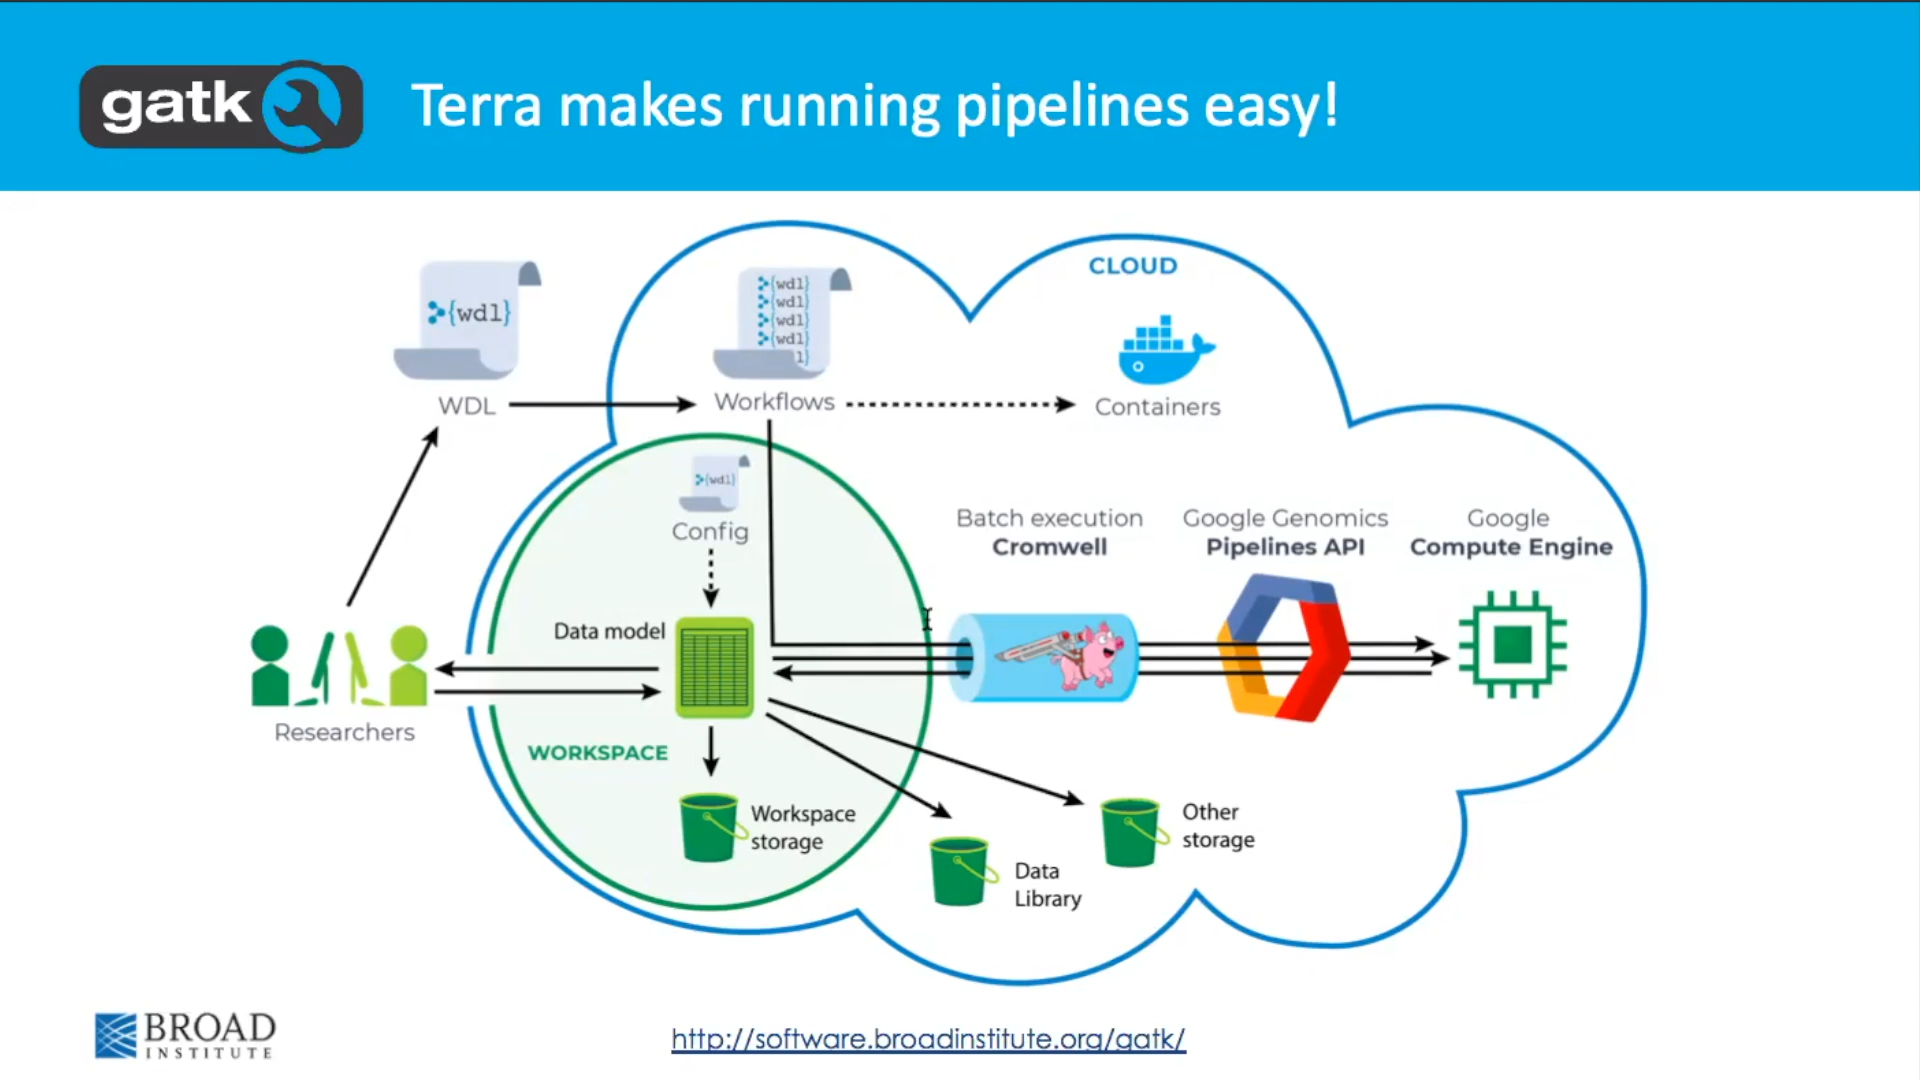 gatk
Terra makes running pipelines easy!
CLOUD
{wdl}
{wdl}
{wdl}
{wdl}
{wdl}
l}
WDL
Workflows
Containers
{wdl}
Config
Batch execution
Cromwell
Google Genomics
Pipelines API
Google
Compute Engine
Data model
Researchers
WORKSPACE
Workspace
storage
Other
storage
Data
Library
BROAD
INSTITUTE
http://software.broadinstitute.org/gatk/